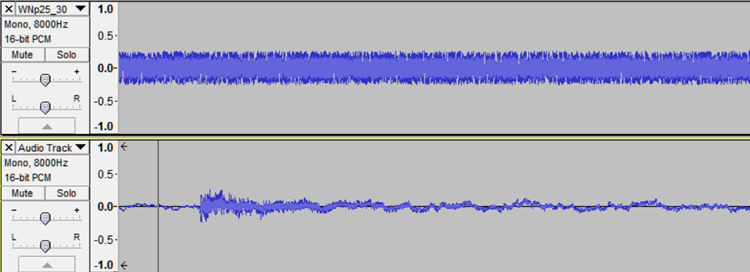 WNp25_30
Mono, 8000Hz
16-bit PCM
Mute Solo
- +
L R
1.0
0.5-
0.0-
-0.5-
-1.0
Audio Track
Mono, 8000Hz
16-bit PCM
Mute Solo
- +
L R
1.0
0.5-
0.0-
-0.5-
-1.0